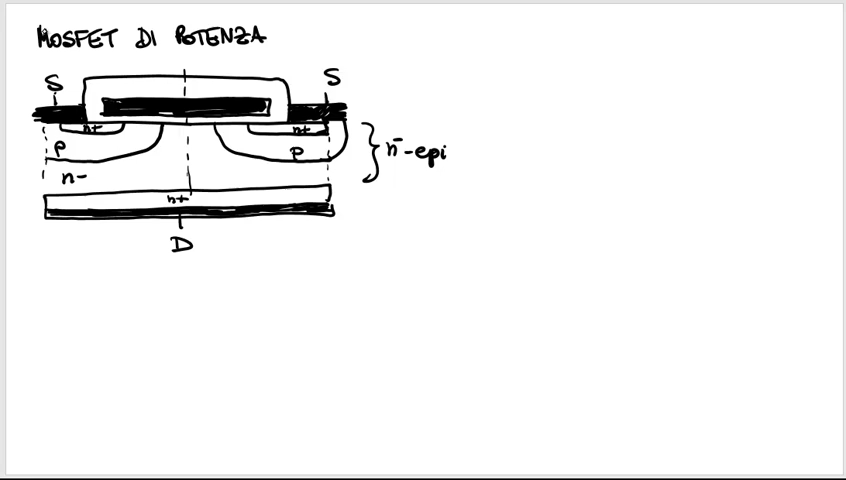 MOSFET DI POTENZA
S S
n+ n+
p p
n⁻-epi
n-
n+
D